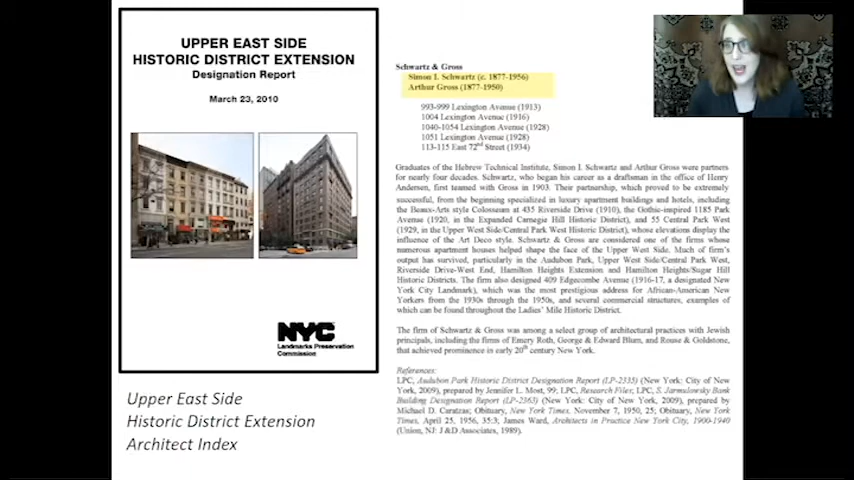 UPPER EAST SIDE
HISTORIC DISTRICT EXTENSION
Designation Report
March 23, 2010
NYC
Landmarks Preservation
Commission
Upper East Side
Historic District Extension
Architect Index
Schwartz & Gross
Simon I. Schwartz (c. 1877-1956)
Arthur Gross (1877-1950)
993-999 Lexington Avenue (1913)
1004 Lexington Avenue (1916)
1040-1054 Lexington Avenue (1928)
1051 Lexington Avenue (1928)
113-115 East 72nd Street (1934)
Graduates of the Hebrew Technical Institute, Simon I. Schwartz and Arthur Gross were partners
for nearly four decades. Schwartz, who began his career as a draftsman in the office of Henry
Andersen, first teamed with Gross in 1903. Their partnership, which proved to be extremely
successful, from the beginning specialized in luxury apartment buildings and hotels, including
the Beaux-Arts style Colosseum at 435 Riverside Drive (1910), the Gothic-inspired 1185 Park
Avenue (1920, in the Expanded Carnegie Hill Historic District), and 55 Central Park West
(1929, in the Upper West Side/Central Park West Historic District), whose elevations display the
influence of the Art Deco style. Schwartz & Gross are considered one of the firms whose
numerous apartment houses helped shape the face of the Upper West Side. Much of firm's
output has survived, particularly in the Audubon Park, Upper West Side/Central Park West,
Riverside Drive-West End, Hamilton Heights Extension and Hamilton Heights/Sugar Hill
Historic Districts. The firm also designed 409 Edgecombe Avenue (1916-17, a designated New
York City Landmark), which was the most prestigious address for African-American New
Yorkers from the 1930s through the 1950s, and several commercial structures, examples of
which can be found throughout the Ladies' Mile Historic District.
The firm of Schwartz & Gross was among a select group of architectural practices with Jewish
principals, including the firms of Emery Roth, George & Edward Blum, and Rouse & Goldstone,
that achieved prominence in early 20th century New York.
References:
LPC, Audubon Park Historic District Designation Report (LP-2335) (New York: City of New
York, 2009), prepared by Jennifer L. Most, 99; LPC, Research Files; LPC, S. Jarmulowsky Bank
Building Designation Report (LP-2363) (New York: City of New York, 2009), prepared by
Michael D. Caratzas; Obituary, New York Times, November 7, 1950, 25; Obituary, New York
Times, April 25, 1956, 35:3; James Ward, Architects in Practice New York City, 1900-1940
(Union, NJ: J & D Associates, 1989).